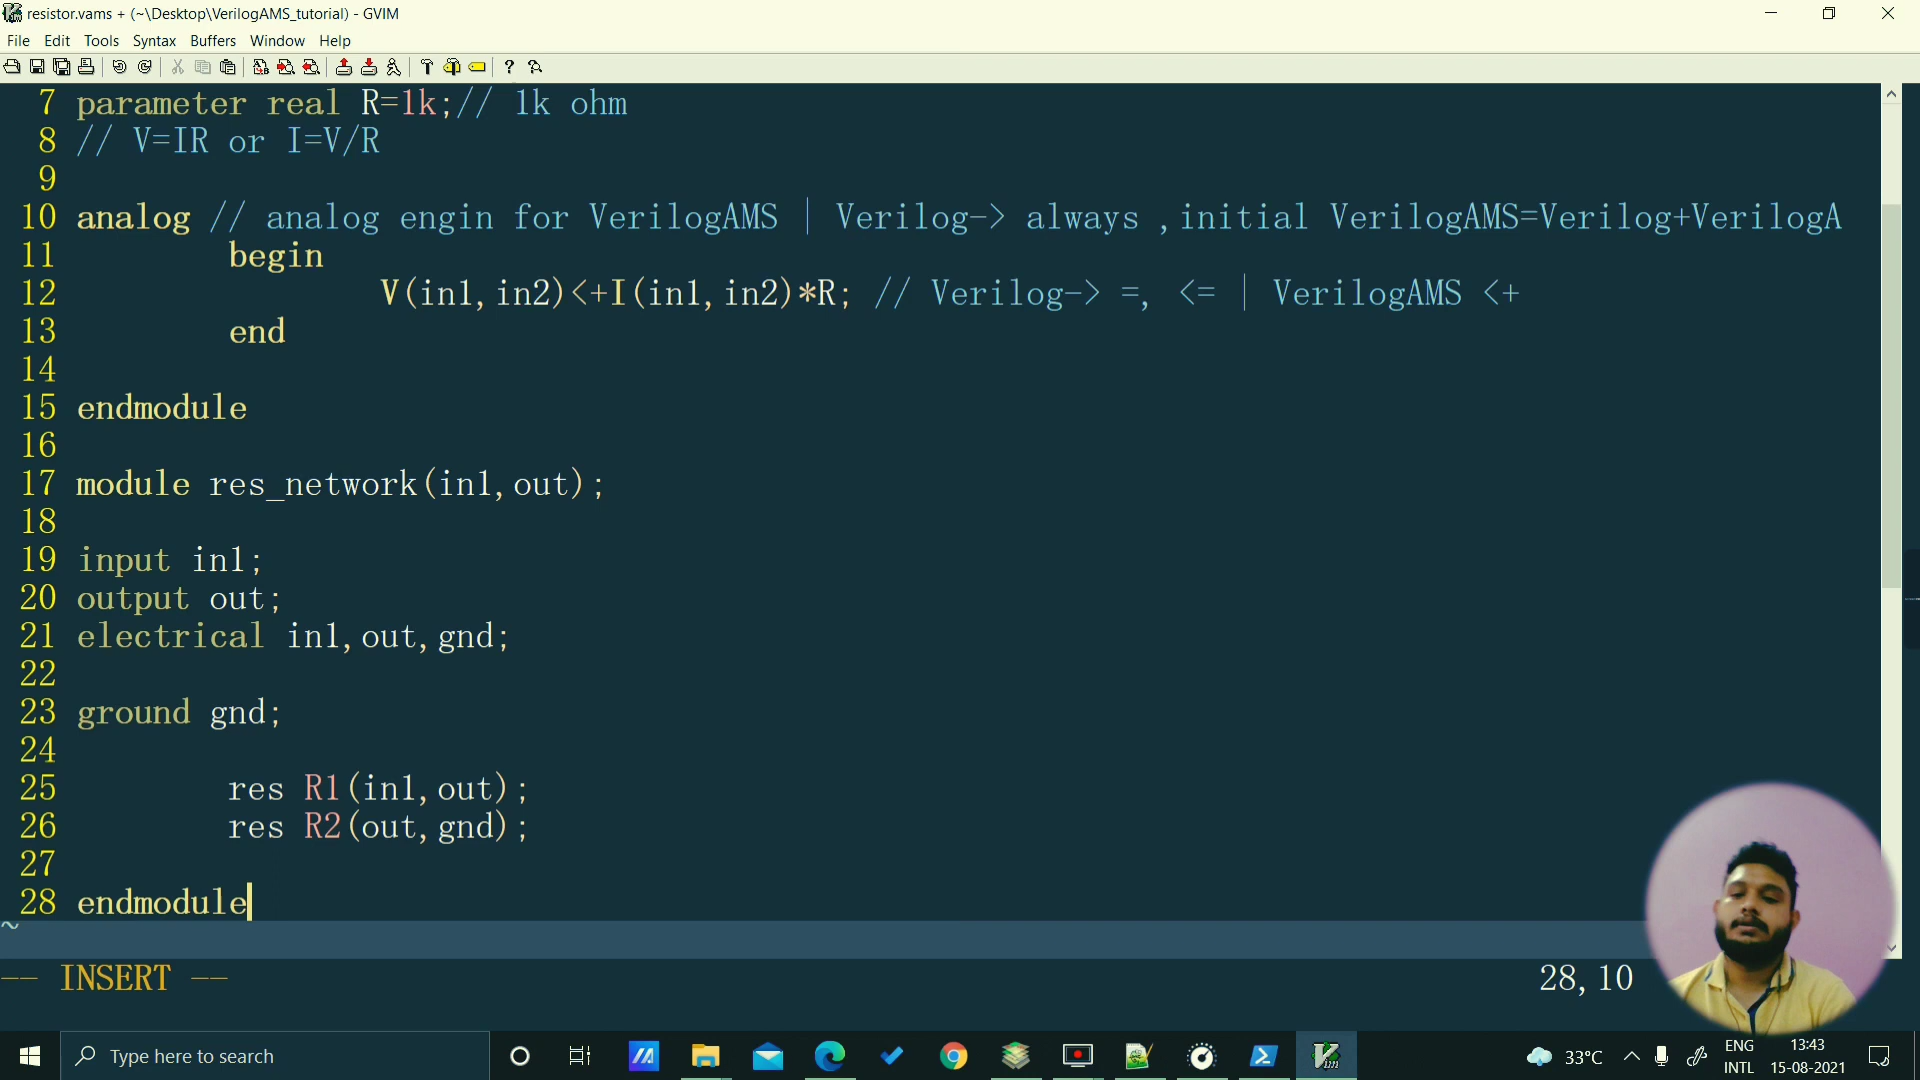 resistor.vams + (~\Desktop\VerilogAMS_tutorial) - GVIM
File Edit Tools Syntax Buffers Window Help
7 parameter real R=1k;// 1k ohm
8 // V=IR or I=V/R
9
10 analog // analog engin for VerilogAMS | Verilog-> always ,initial VerilogAMS=Verilog+VerilogA
11 begin
12 V(in1,in2)<+I(in1,in2)*R; // Verilog-> =, <= | VerilogAMS <+
13 end
14
15 endmodule
16
17 module res_network(in1,out);
18
19 input in1;
20 output out;
21 electrical in1,out,gnd;
22
23 ground gnd;
24
25 res R1(in1,out);
26 res R2(out,gnd);
27
28 endmodule
~
-- INSERT -- 28,10
Type here to search
33°C
ENG
INTL
13:43
15-08-2021